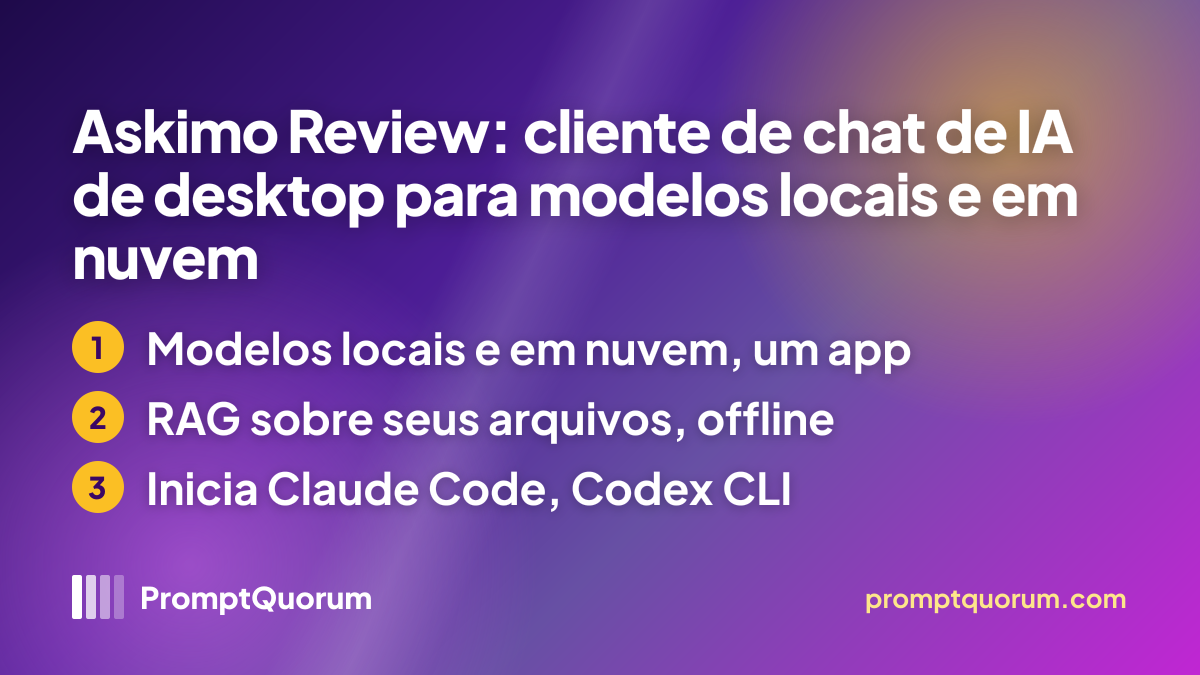 Askimo Review: cliente de chat de IA
de desktop para modelos locais e em
nuvem
1 Modelos locais e em nuvem, um app
2 RAG sobre seus arquivos, offline
3 Inicia Claude Code, Codex CLI
PromptQuorum
promptquorum.com